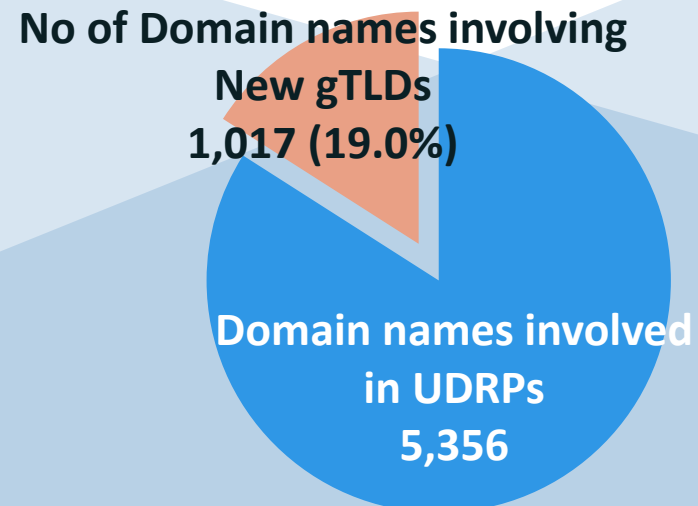 No of Domain names involving
New gTLDs
1,017 (19.0%)
Domain names involved
in UDRPs
5,356